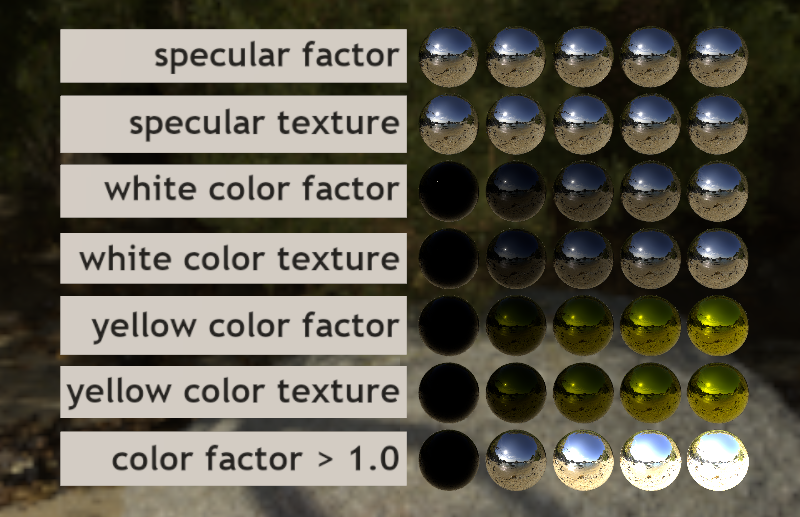 specular factor
specular texture
white color factor
white color texture
yellow color factor
yellow color texture
color factor > 1.0